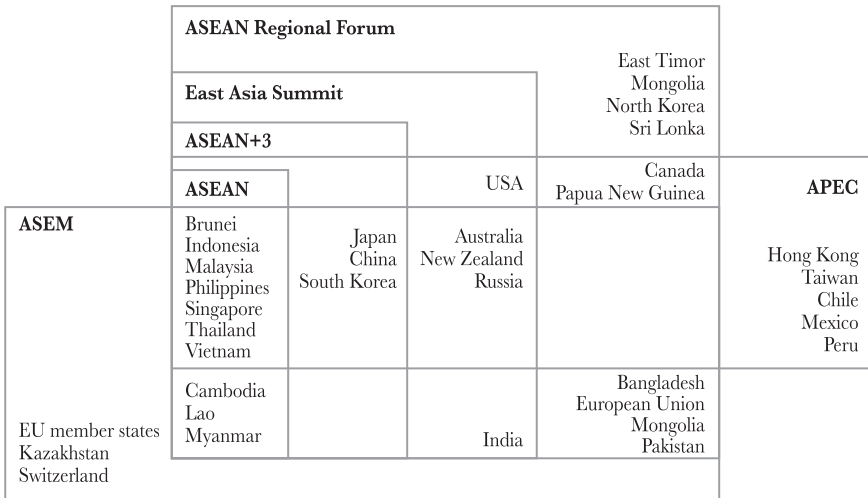 ASEAN Regional Forum
East Timor
Mongolia
North Korea
Sri Lonka
East Asia Summit
ASEAN+3
ASEAN
USA
Canada
Papua New Guinea
APEC
ASEM
Brunei
Indonesia
Malaysia
Philippines
Singapore
Thailand
Vietnam
Japan
China
South Korea
Australia
New Zealand
Russia
Hong Kong
Taiwan
Chile
Mexico
Peru
EU member states
Kazakhstan
Switzerland
Cambodia
Lao
Myanmar
India
Bangladesh
European Union
Mongolia
Pakistan